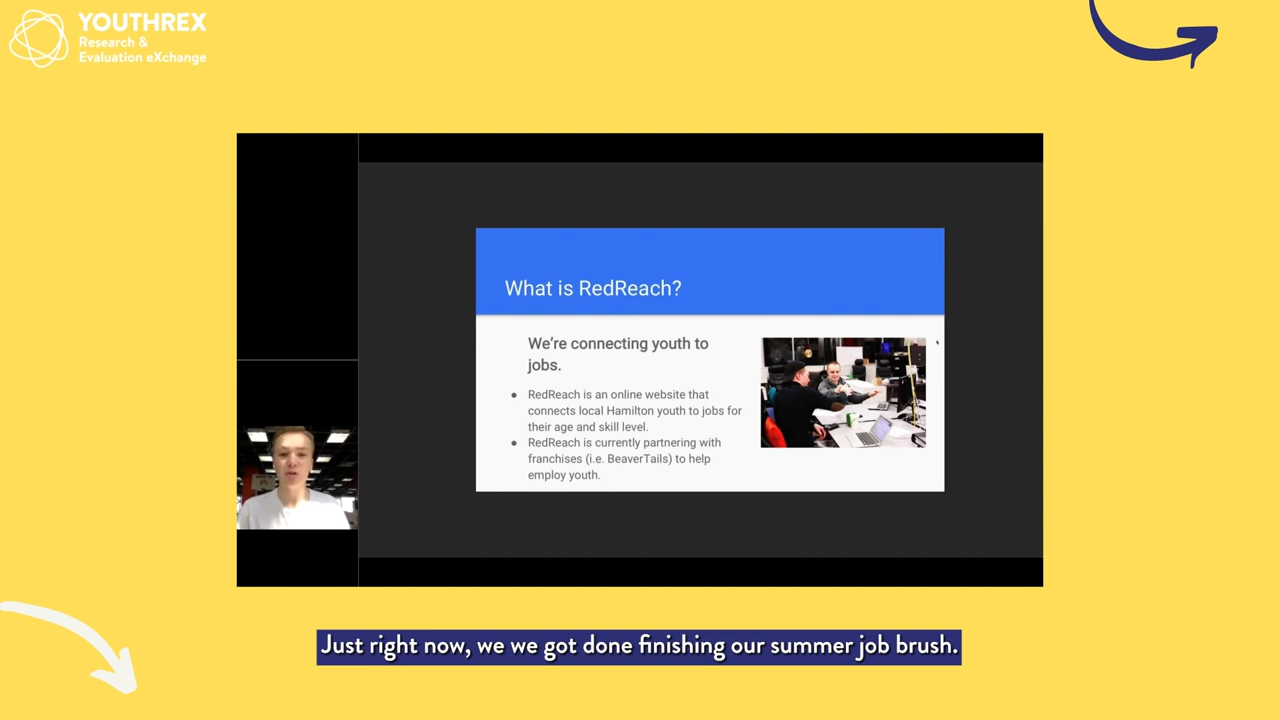 YOUTHREX
Research &
Evaluation eXchange
What is RedReach?
We're connecting youth to
jobs.
● RedReach is an online website that
connects local Hamilton youth to jobs for
their age and skill level.
● RedReach is currently partnering with
franchises (i.e. BeaverTails) to help
employ youth.
Just right now, we we got done finishing our summer job brush.